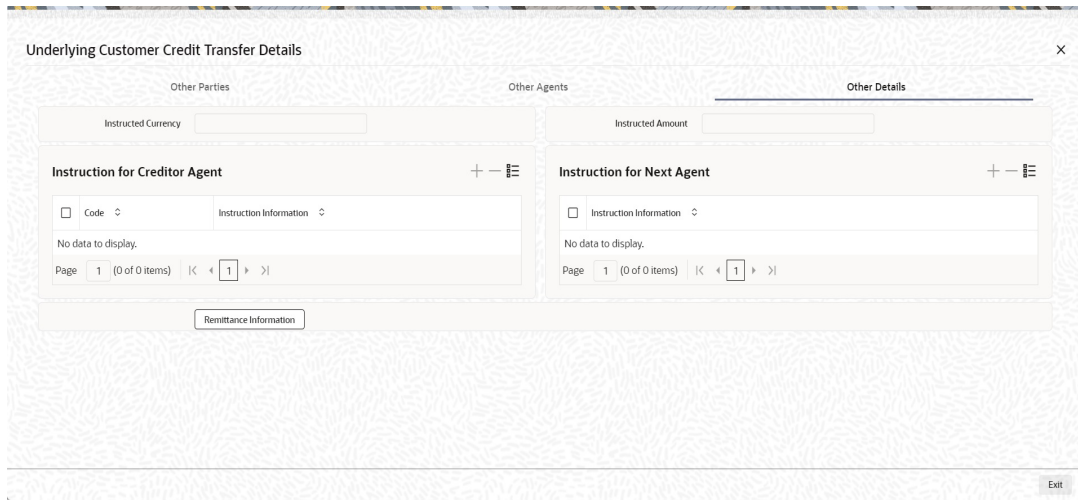 Underlying Customer Credit Transfer Details
Other Parties
Other Agents
Other Details
Instructed Currency
Instructed Amount
Instruction for Creditor Agent
Code
Instruction Information
No data to display.
Page 1 (0 of 0 items) 1
Instruction for Next Agent
Instruction Information
No data to display.
Page 1 (0 of 0 items) 1
Remittance Information
Exit